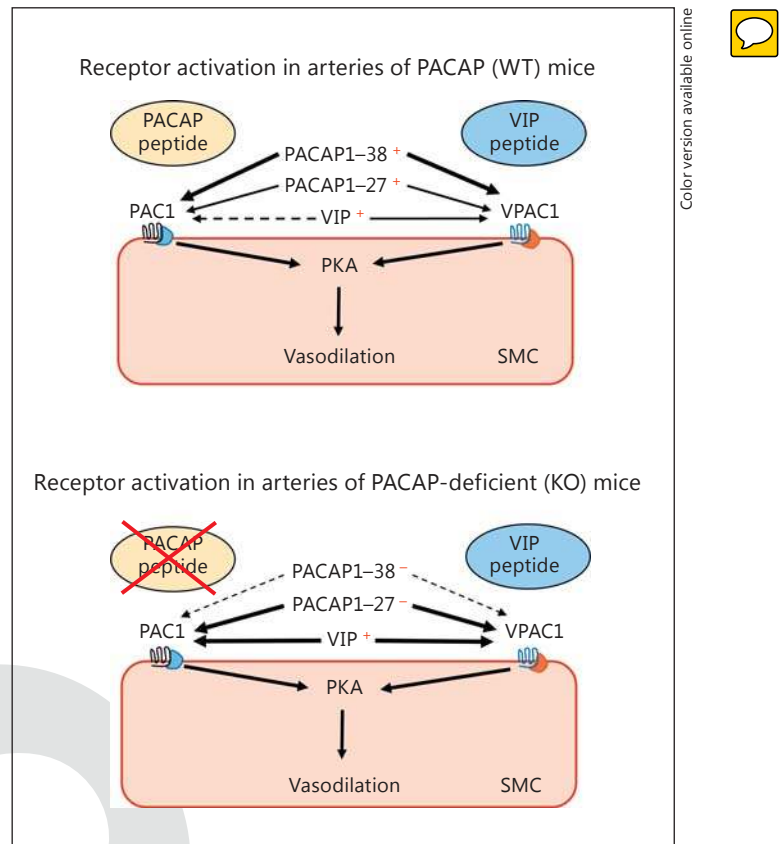 Receptor activation in arteries of PACAP (WT) mice
PACAP
peptide
VIP
peptide
PACAP1–38 +
PACAP1–27 +
PAC1
VIP +
VPAC1
PKA
Vasodilation
SMC
Receptor activation in arteries of PACAP-deficient (KO) mice
PACAP
peptide
VIP
peptide
PACAP1–38 –
PACAP1–27 –
PAC1
VIP +
VPAC1
PKA
Vasodilation
SMC
Color version available online